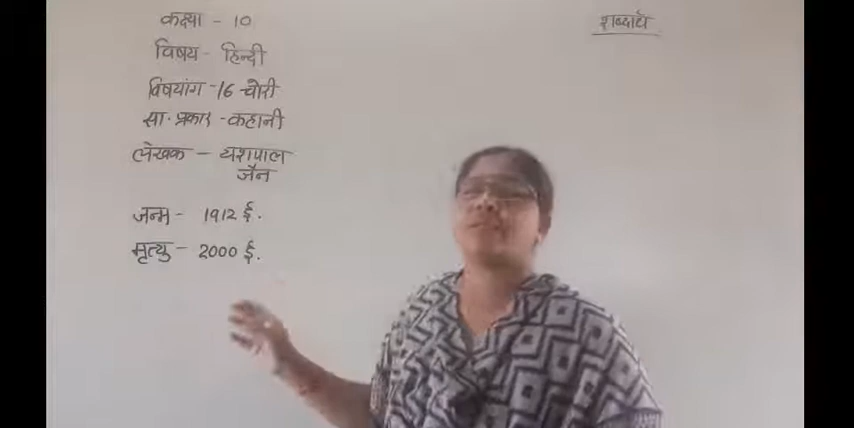 कक्षा - 10
विषय - हिन्दी
विषयांग - 16 चोरी
सा. प्रकार - कहानी
लेखक - यशपाल
जैन
जन्म - 1912 ई.
मृत्यु - 2000 ई.
शब्दार्थ